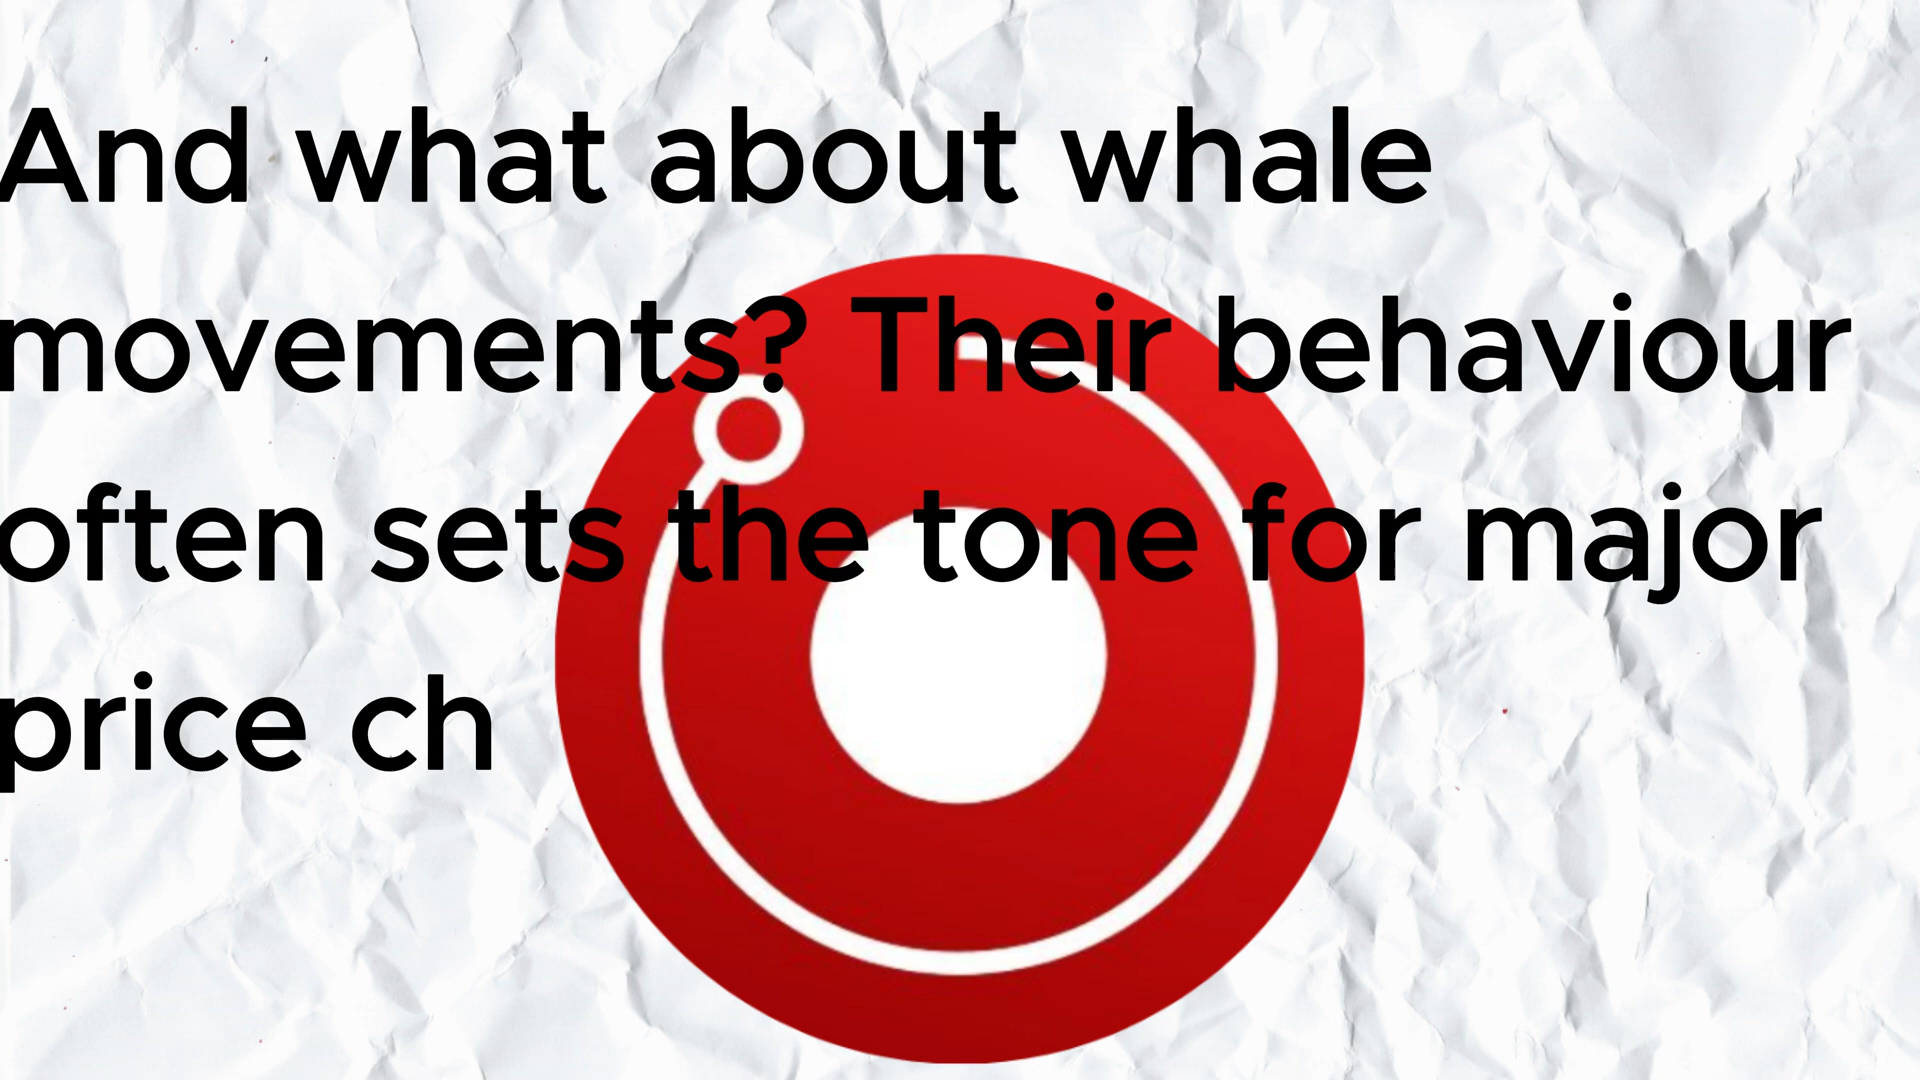 And what about whale
movements? Their behaviour
often sets the tone for major
price ch